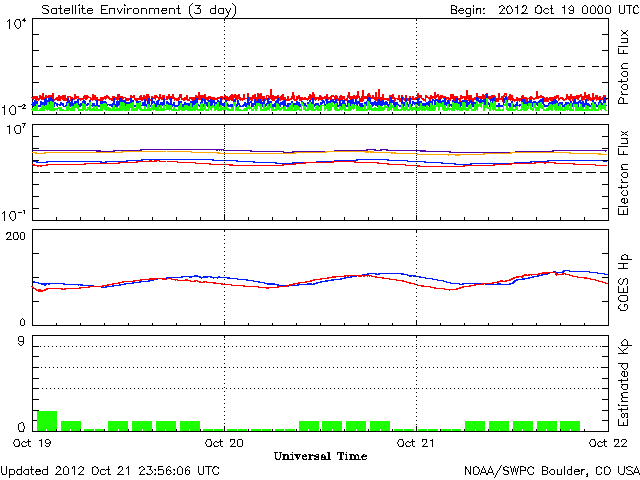 Satellite Environment (3 day) Begin: 2012 Oct 19 0000 UTC
10⁴
10⁻²
Proton Flux
10⁷
10⁻¹
Electron Flux
200
0
GOES Hp
9
0
Estimated Kp
Oct 19 Oct 20 Oct 21 Oct 22
Universal Time
Updated 2012 Oct 21 23:56:06 UTC NOAA/SWPC Boulder, CO USA